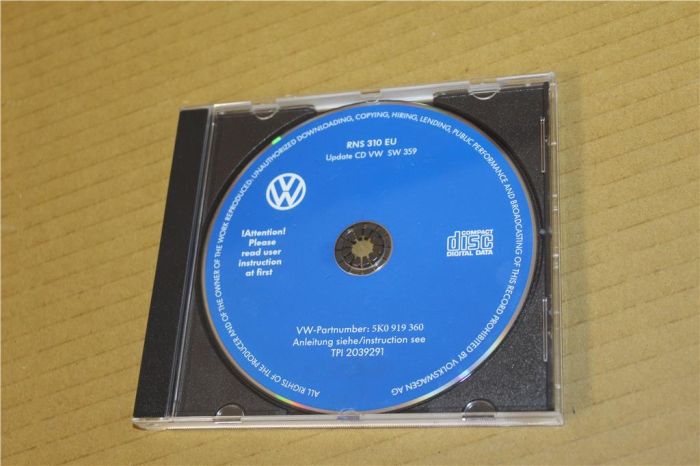 RNS 310 EU
Update CD VW SW 359
!Attention!
Please
read user
instruction
at first
COMPACT
disc
DIGITAL DATA
VW-Partnumber: 5K0 919 360
Anleitung siehe/instruction see
TPI 2039291
ALL RIGHTS OF THE PRODUCER AND OF THE OWNER OF THE WORK REPRODUCED: UNAUTHORIZED DOWNLOADING, COPYING, HIRING, LENDING, PUBLIC PERFORMANCE AND BROADCASTING OF THIS RECORD PROHIBITED BY VOLKSWAGEN AG